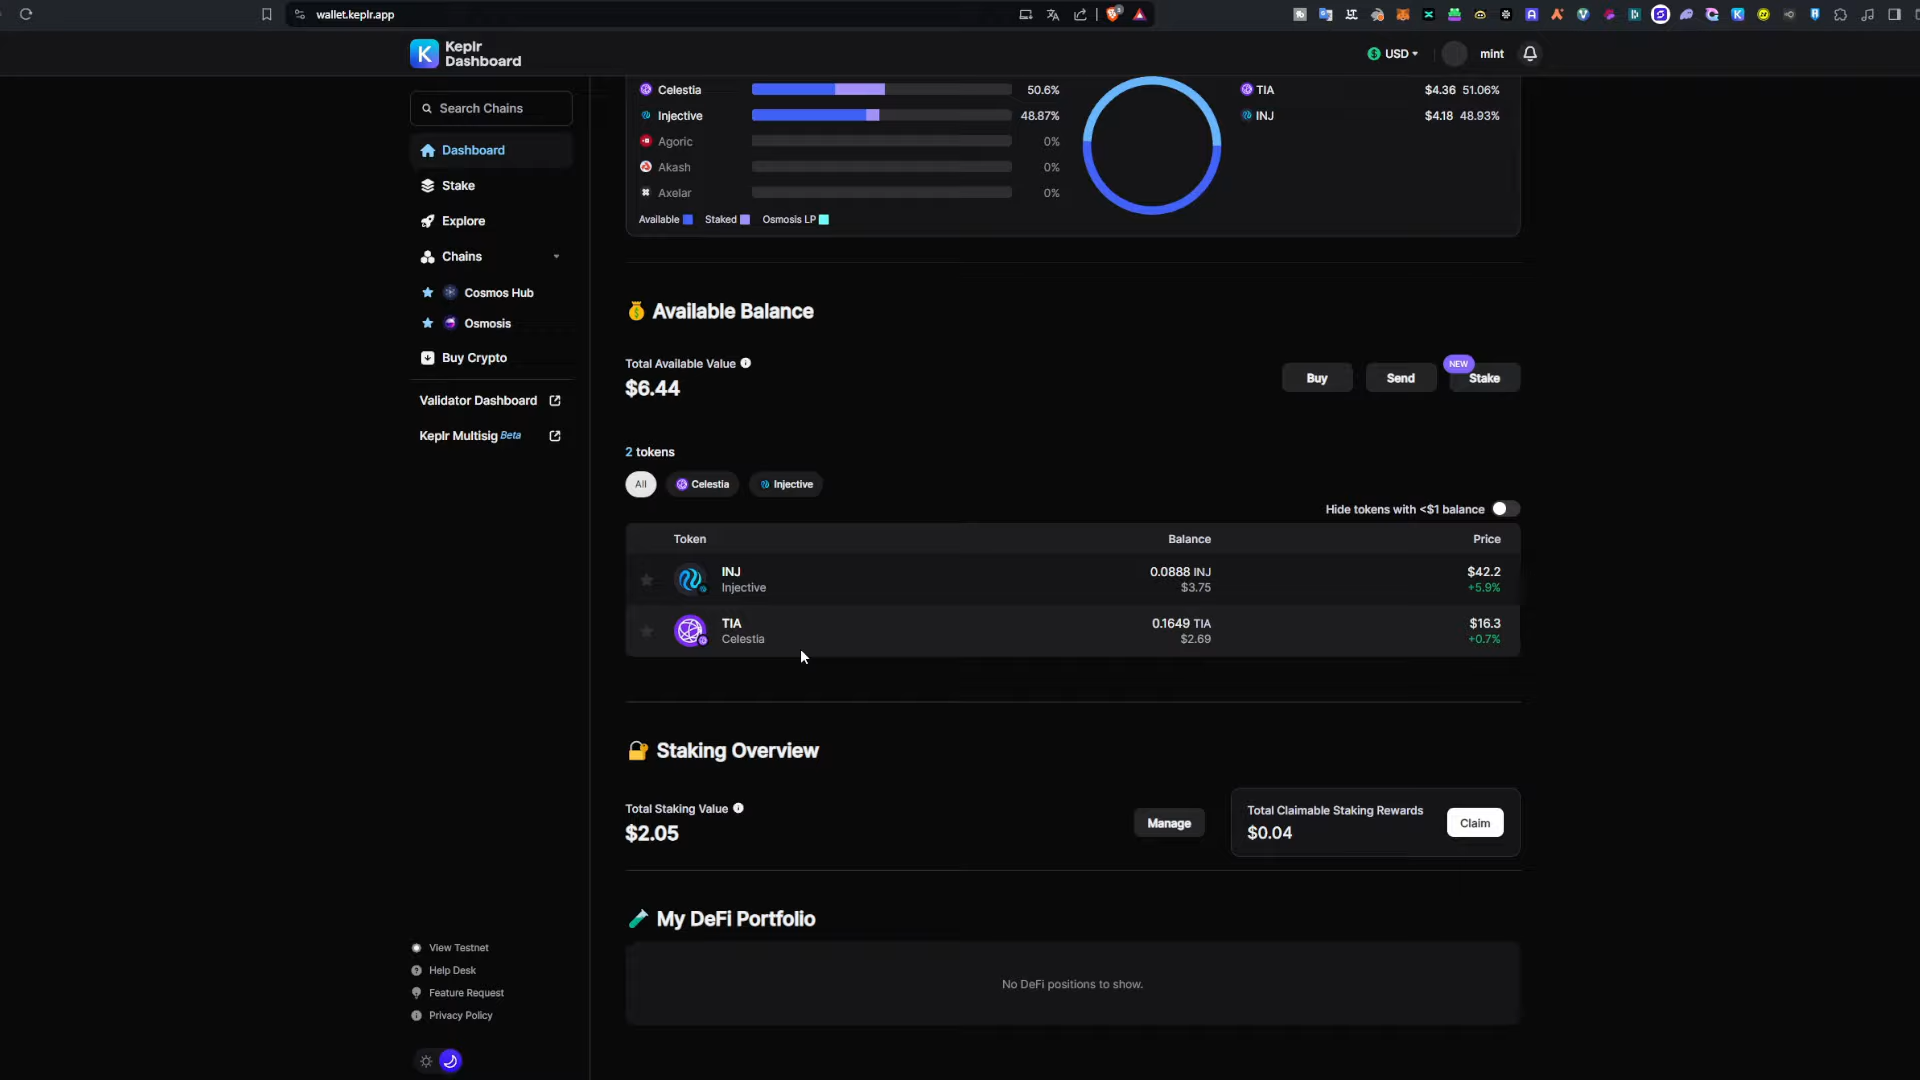 wallet.keplr.app
Keplr
Dashboard
USD
mint
Search Chains
Dashboard
Stake
Explore
Chains
Cosmos Hub
Osmosis
Buy Crypto
Validator Dashboard
Keplr Multisig Beta
View Testnet
Help Desk
Feature Request
Privacy Policy
Celestia 50.6%
Injective 48.87%
Agoric 0%
Akash 0%
Axelar 0%
Available Staked Osmosis LP
TIA $4.36 51.06%
INJ $4.18 48.93%
Available Balance
Total Available Value
$6.44
Buy Send Stake
NEW
2 tokens
All Celestia Injective
Hide tokens with <$1 balance
Token Balance Price
INJ 0.0888 INJ $42.2
Injective $3.75 +5.9%
TIA 0.1649 TIA $16.3
Celestia $2.69 +0.7%
Staking Overview
Total Staking Value
$2.05
Manage
Total Claimable Staking Rewards
$0.04
Claim
My DeFi Portfolio
No DeFi positions to show.